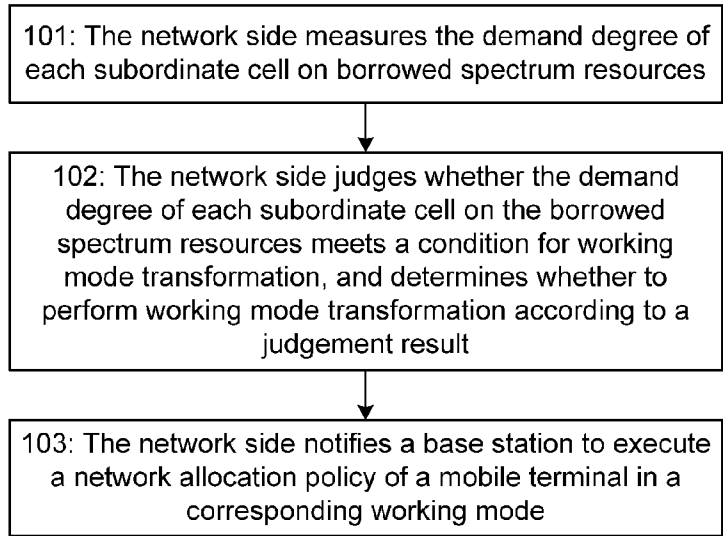 101: The network side measures the demand degree of
each subordinate cell on borrowed spectrum resources
102: The network side judges whether the demand
degree of each subordinate cell on the borrowed
spectrum resources meets a condition for working
mode transformation, and determines whether to
perform working mode transformation according to a
judgement result
103: The network side notifies a base station to execute
a network allocation policy of a mobile terminal in a
corresponding working mode